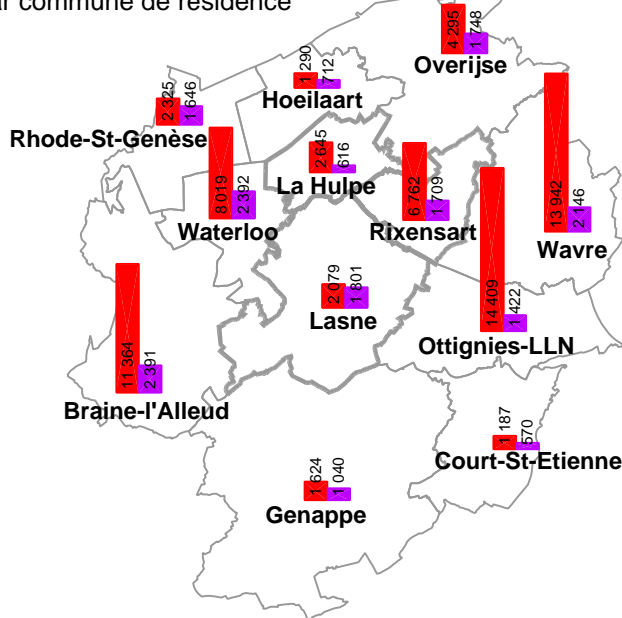 ar commune de résidence
4 295
1 748
Overijse
1 290
712
Hoeilaart
2 325
1 646
Rhode-St-Genèse
2 645
616
La Hulpe
8 019
2 392
Waterloo
6 762
1 709
Rixensart
13 942
2 146
Wavre
2 079
1 801
Lasne
14 409
1 422
Ottignies-LLN
11 364
2 391
Braine-l'Alleud
1 187
570
Court-St-Etienne
1 624
1 040
Genappe